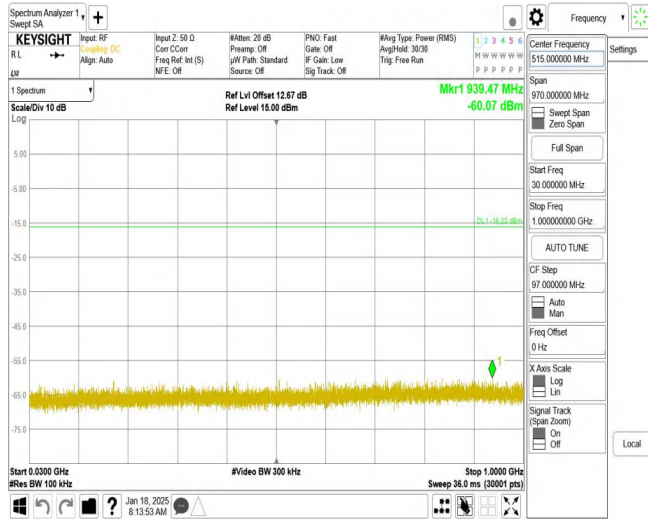 Spectrum Analyzer 1
Swept SA
+
Frequency
KEYSIGHT
RL
Input: RF
Coupling: DC
Align: Auto
Input Z: 50 Ω
Corr CCorr
Freq Ref: Int (S)
NFE: Off
#Atten: 20 dB
Preamp: Off
µW Path: Standard
Source: Off
PNO: Fast
Gate: Off
IF Gain: Low
Sig Track: Off
#Avg Type: Power (RMS)
Avg|Hold: 30/30
Trig: Free Run
1 2 3 4 5 6
M W W W W W
P P P P P P
Center Frequency
515.000000 MHz
Settings
1 Spectrum
Scale/Div 10 dB
Log
Ref Lvl Offset 12.67 dB
Ref Level 15.00 dBm
Mkr1 939.47 MHz
-60.07 dBm
Span
970.000000 MHz
Swept Span
Zero Span
Full Span
Start Freq
30.000000 MHz
Stop Freq
1.000000000 GHz
AUTO TUNE
CF Step
97.000000 MHz
Auto
Man
Freq Offset
0 Hz
X Axis Scale
Log
Lin
Signal Track
(Span Zoom)
On
Off
Local
5.00
-5.00
-15.0
DL1 -16.22 dBm
-25.0
-35.0
-45.0
-55.0
1
-65.0
-75.0
Start 0.0300 GHz
#Res BW 100 kHz
#Video BW 300 kHz
Stop 1.0000 GHz
Sweep 36.0 ms (30001 pts)
?
Jan 18, 2025
8:13:53 AM